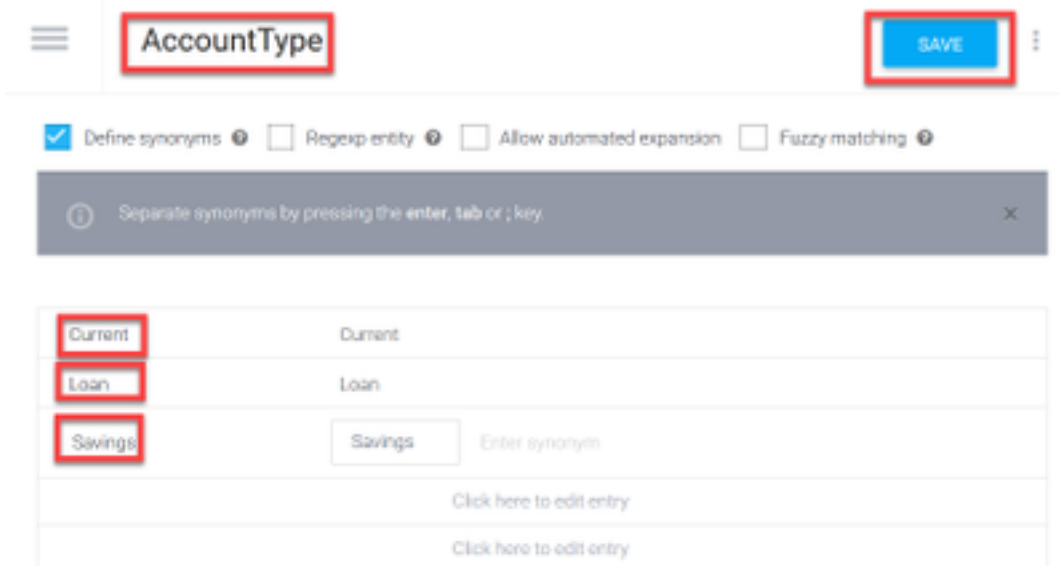 AccountType
SAVE
Define synonyms Regexp entity Allow automated expansion Fuzzy matching
Separate synonyms by pressing the enter, tab or ; key.
Current Current
Loan Loan
Savings Savings Enter synonym
Click here to edit entry
Click here to edit entry